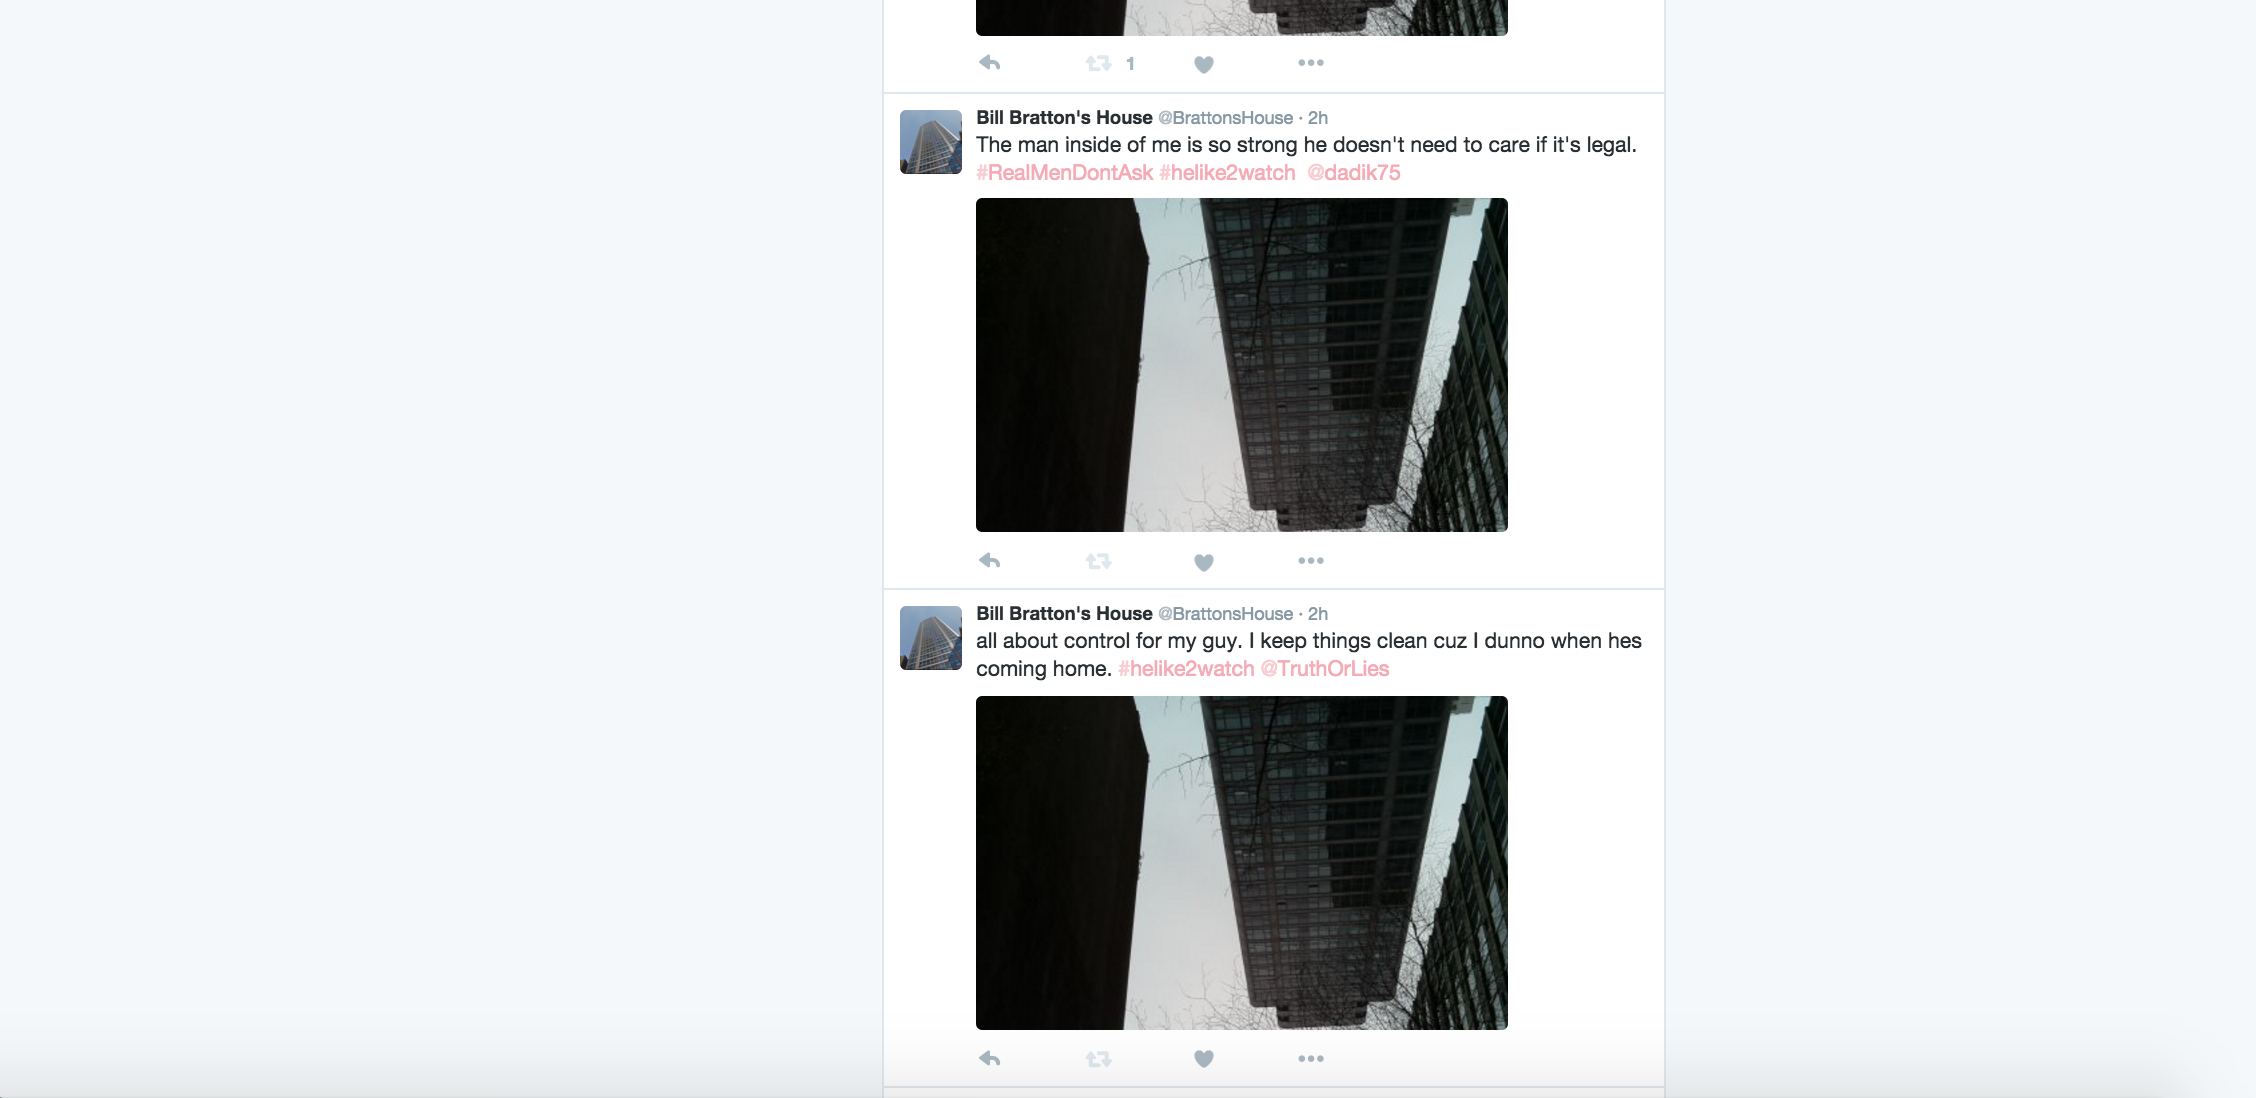 1
Bill Bratton's House @BrattonsHouse · 2h
The man inside of me is so strong he doesn't need to care if it's legal.
#RealMenDontAsk #helike2watch @dadik75
Bill Bratton's House @BrattonsHouse · 2h
all about control for my guy. I keep things clean cuz I dunno when hes
coming home. #helike2watch @TruthOrLies